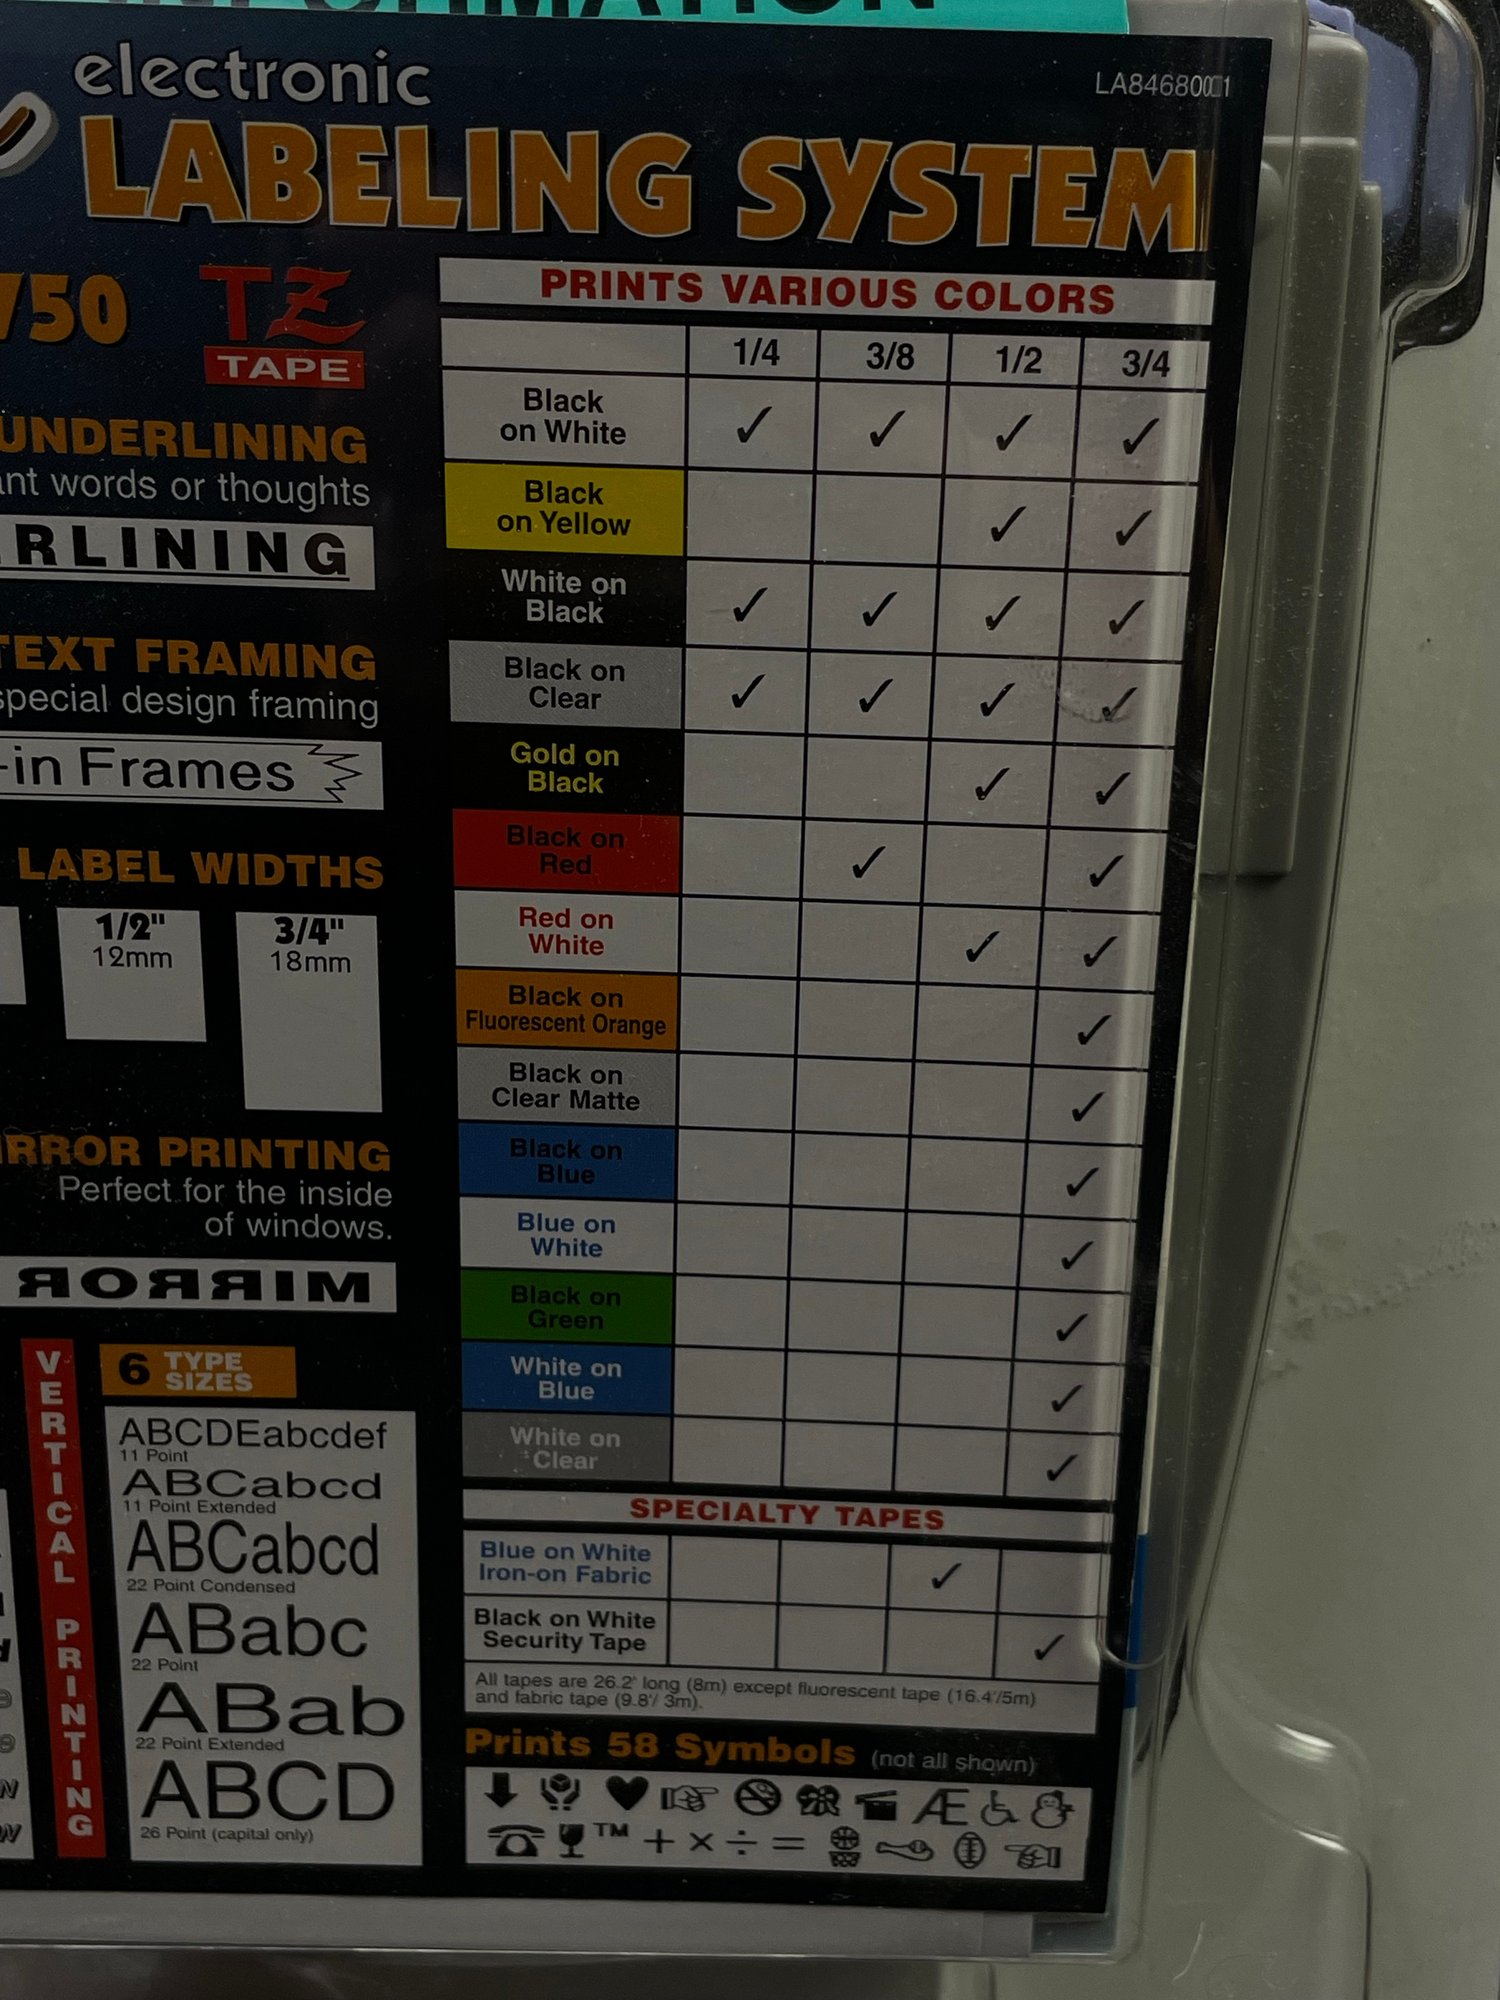 electronic
LABELING SYSTEM
TZ
TAPE
UNDERLINING
words or thoughts
RLINING
TEXT FRAMING
special design framing
-in Frames
LABEL WIDTHS
1/2"
12mm
3/4"
18mm
RROR PRINTING
Perfect for the inside
of windows.
MIRROR
VERTICAL PRINTING
6 TYPE
SIZES
ABCDEabcdef
11 Point
ABCabcd
11 Point Extended
ABCabcd
22 Point Condensed
ABabc
22 Point
ABab
22 Point Extended
ABCD
26 Point (capital only)
PRINTS VARIOUS COLORS
1/4 3/8 1/2 3/4
Black
on White ✓ ✓ ✓ ✓
Black
on Yellow ✓ ✓
White on
Black ✓ ✓ ✓ ✓
Black on
Clear ✓ ✓ ✓ ✓
Gold on
Black ✓ ✓
Black on
Red ✓ ✓
Red on
White ✓ ✓
Black on
Fluorescent Orange ✓
Black on
Clear Matte ✓
Black on
Blue ✓
Blue on
White ✓
Black on
Green ✓
White on
Blue ✓
White on
Clear ✓
SPECIALTY TAPES
Blue on White
Iron-on Fabric ✓
Black on White
Security Tape ✓
All tapes are 26.2' long (8m) except fluorescent tape (16.4'/5m)
and fabric tape (9.8'/ 3m).
Prints 58 Symbols (not all shown)
Æ
™ + × ÷ =